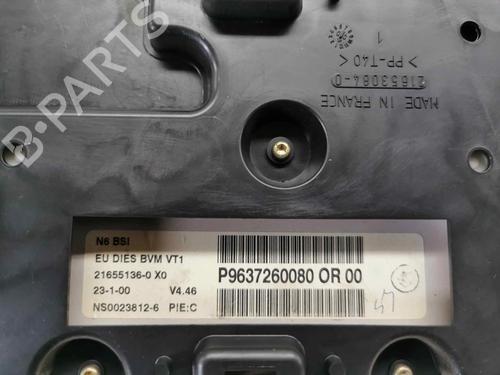 B-PARTS
1
>PP-T40<
21653084-0
MADE IN FRANCE
N6 BSI
EU DIES BVM VT1
21655136-0 X0
23-1-00 V4.46
NS0023812-6 PIE:C
P9637260080 OR 00